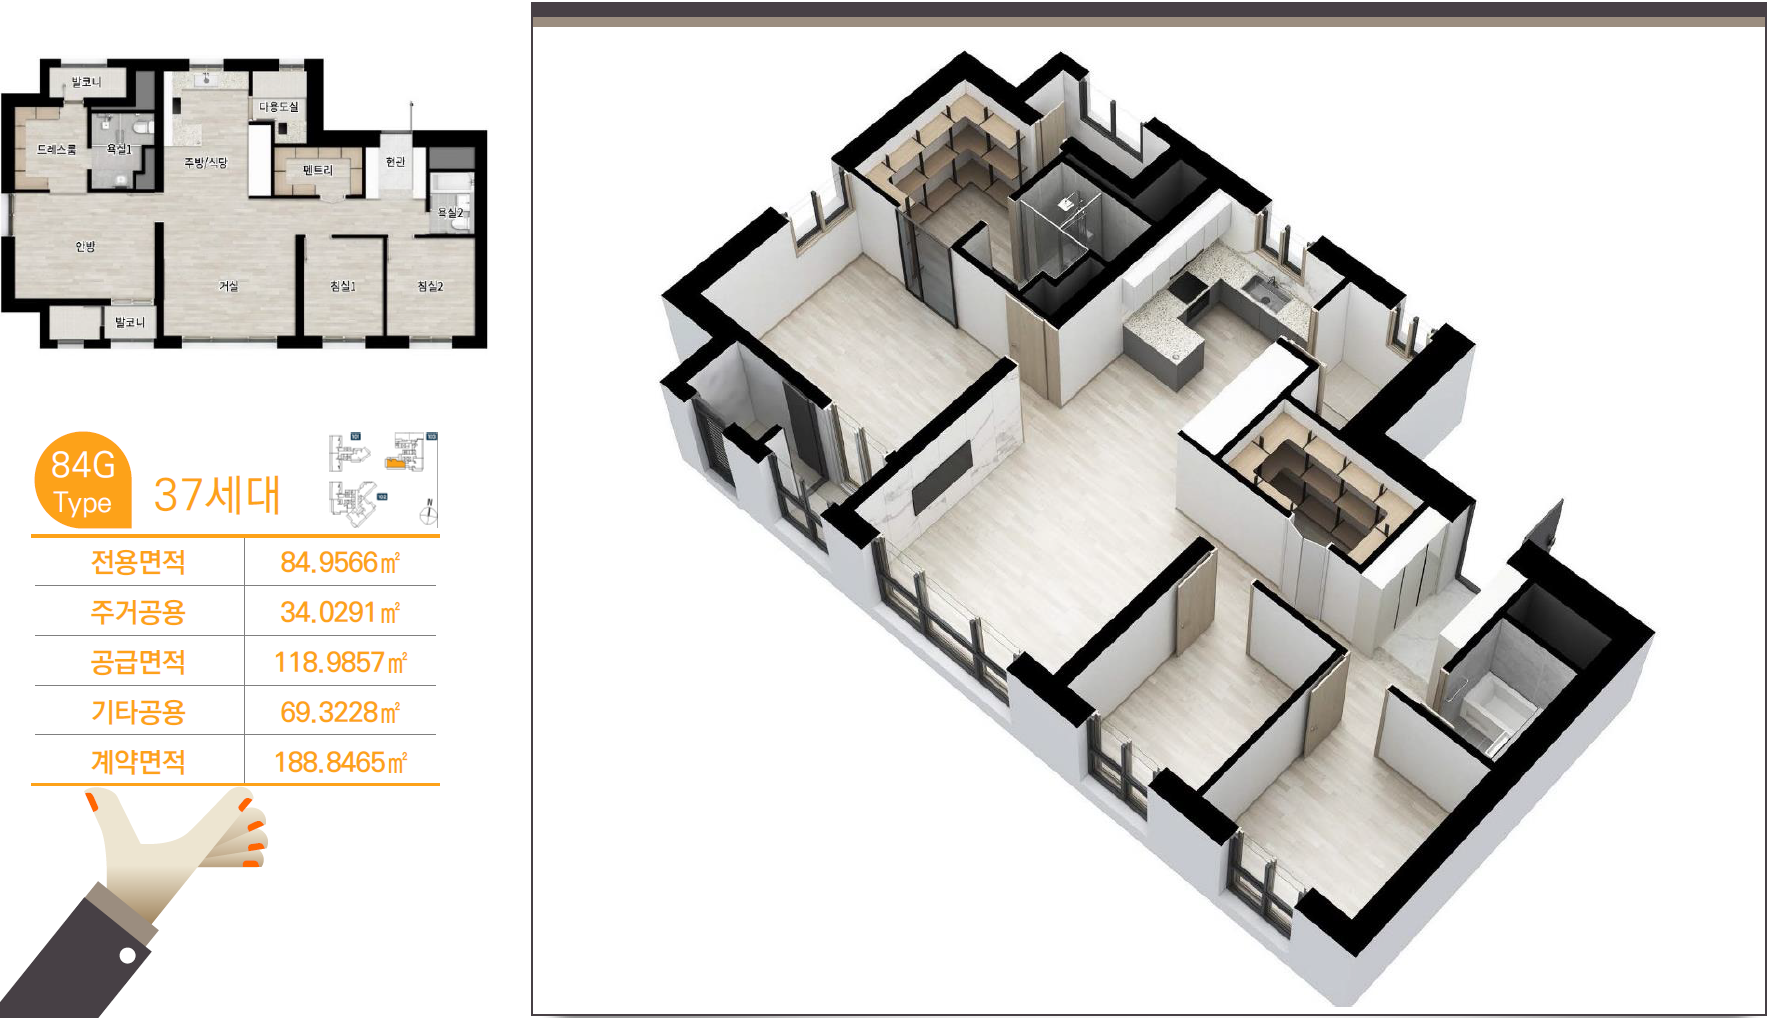 발코니
다용도실
드레스룸
욕실1
주방/식당
팬트리
현관
욕실2
안방
거실
침실1
침실2
발코니
84G
Type
37세대
101
103
N
전용면적 84.9566㎡
주거공용 34.0291㎡
공급면적 118.9857㎡
기타공용 69.3228㎡
계약면적 188.8465㎡